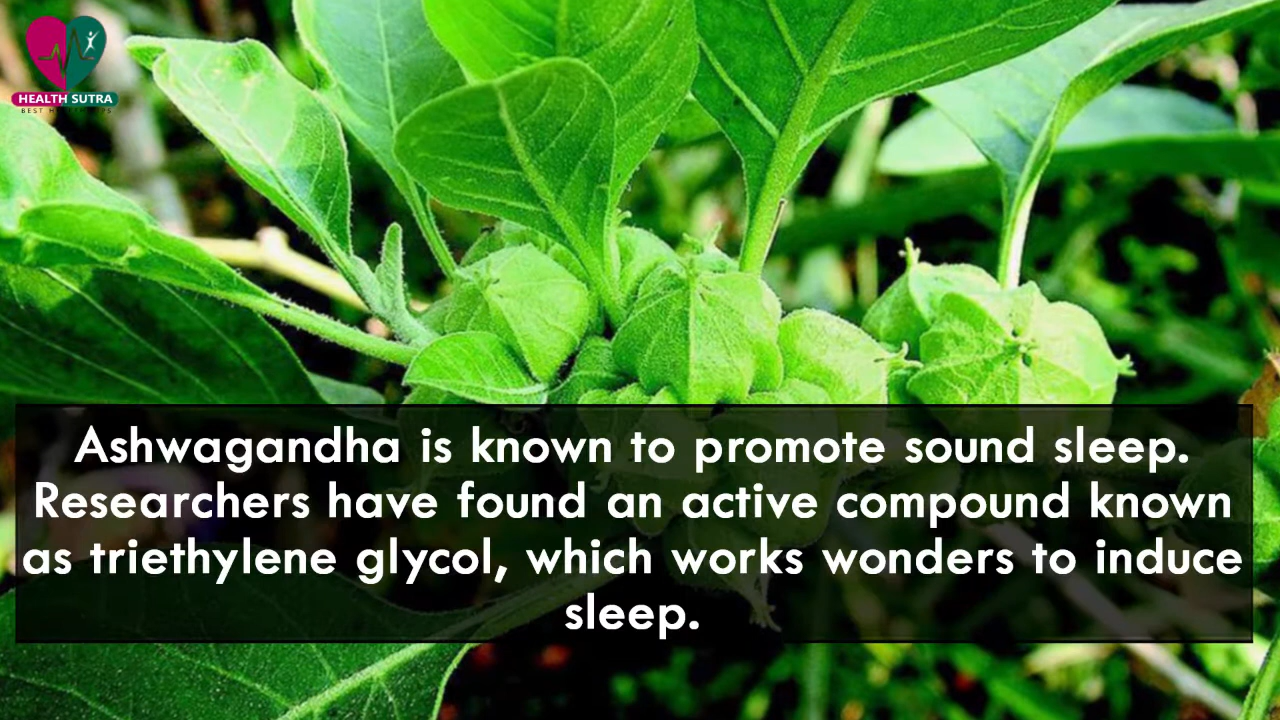 HEALTH SUTRA
Ashwagandha is known to promote sound sleep.
Researchers have found an active compound known
as triethylene glycol, which works wonders to induce
sleep.